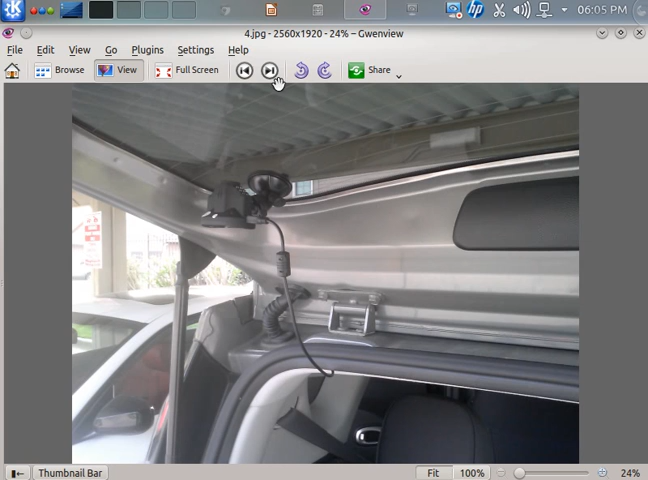 06:05 PM
4.jpg - 2560x1920 - 24% – Gwenview
File Edit View Go Plugins Settings Help
Browse View Full Screen Share
Thumbnail Bar Fit 100% 24%